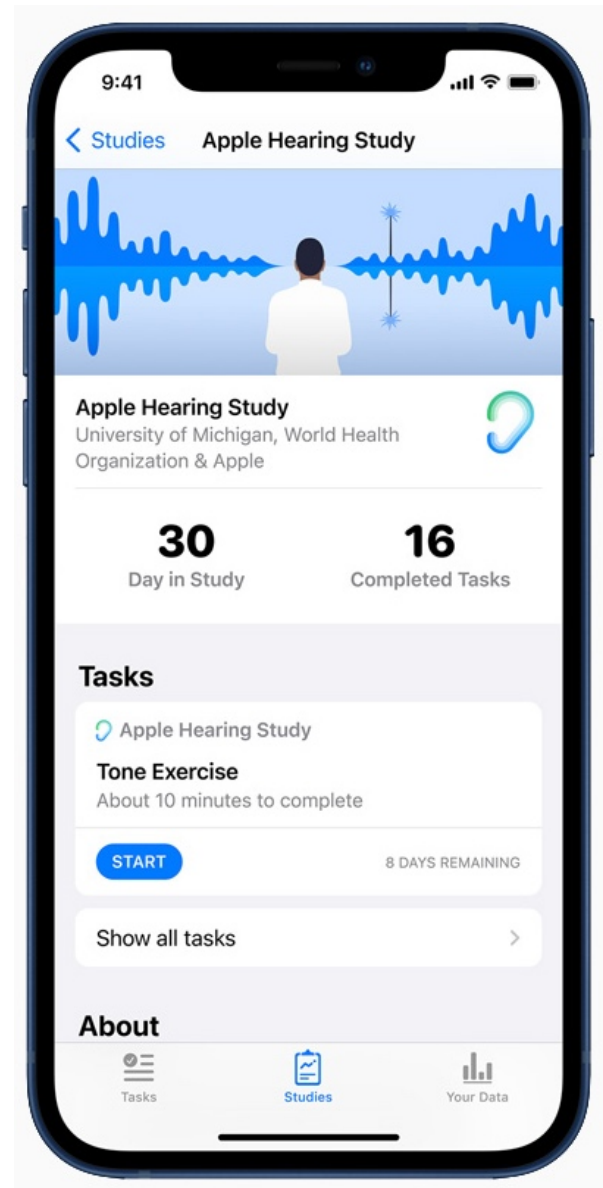 9:41
Studies
Apple Hearing Study
Apple Hearing Study
University of Michigan, World Health
Organization & Apple
30
Day in Study
16
Completed Tasks
Tasks
Apple Hearing Study
Tone Exercise
About 10 minutes to complete
START
8 DAYS REMAINING
Show all tasks
About
Tasks
Studies
Your Data